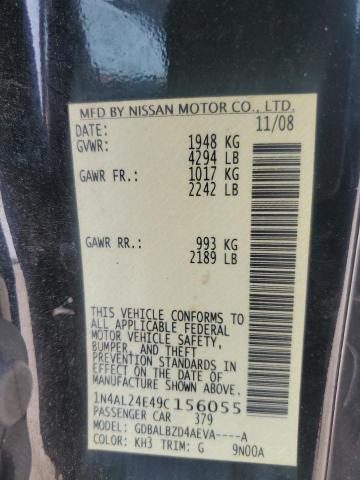 MFD BY NISSAN MOTOR CO., LTD.
DATE: 11/08
GVWR: 1948 KG
4294 LB
GAWR FR.: 1017 KG
2242 LB
GAWR RR.: 993 KG
2189 LB
THIS VEHICLE CONFORMS TO
ALL APPLICABLE FEDERAL
MOTOR VEHICLE SAFETY,
BUMPER, AND THEFT
PREVENTION STANDARDS IN
EFFECT ON THE DATE OF
MANUFACTURE SHOWN ABOVE.
1N4AL24E49C156055
PASSENGER CAR 379
MODEL: GDBALBZD4AEVA----A
COLOR: KH3 TRIM: G 9N00A